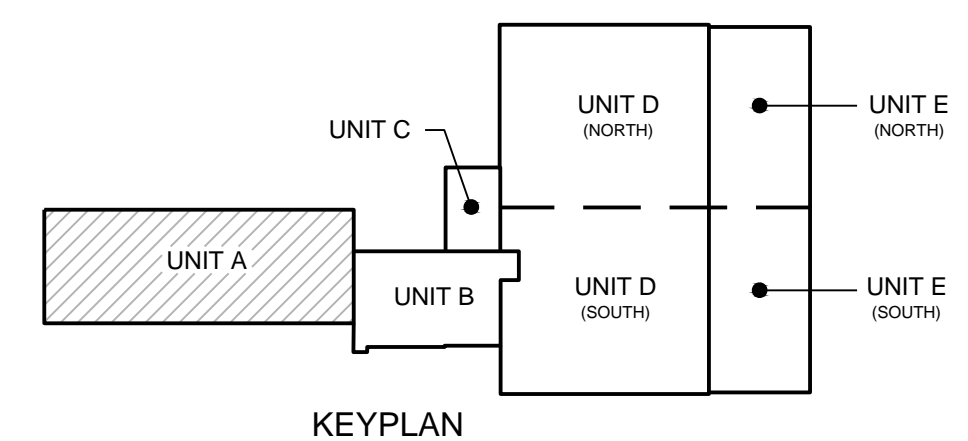 UNIT D
(NORTH)
UNIT E
(NORTH)
UNIT C
UNIT A
UNIT B
UNIT D
(SOUTH)
UNIT E
(SOUTH)
KEYPLAN